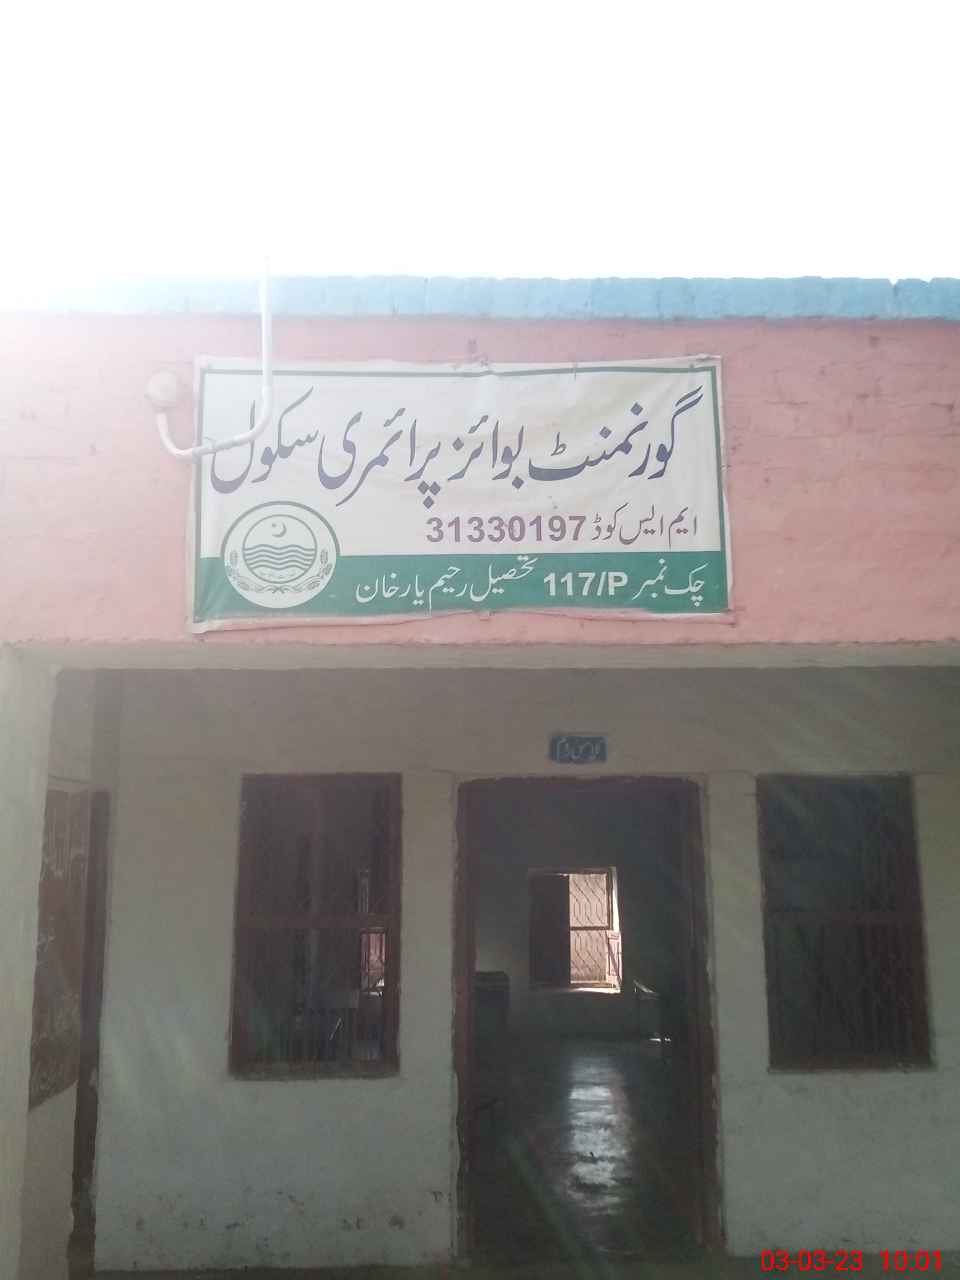 گورنمنٹ بوائز پرائمری سکول
ایم ایس کوڈ 31330197
چک نمبر 117/P تحصیل رحیم یار خان
03-03-23 10:01